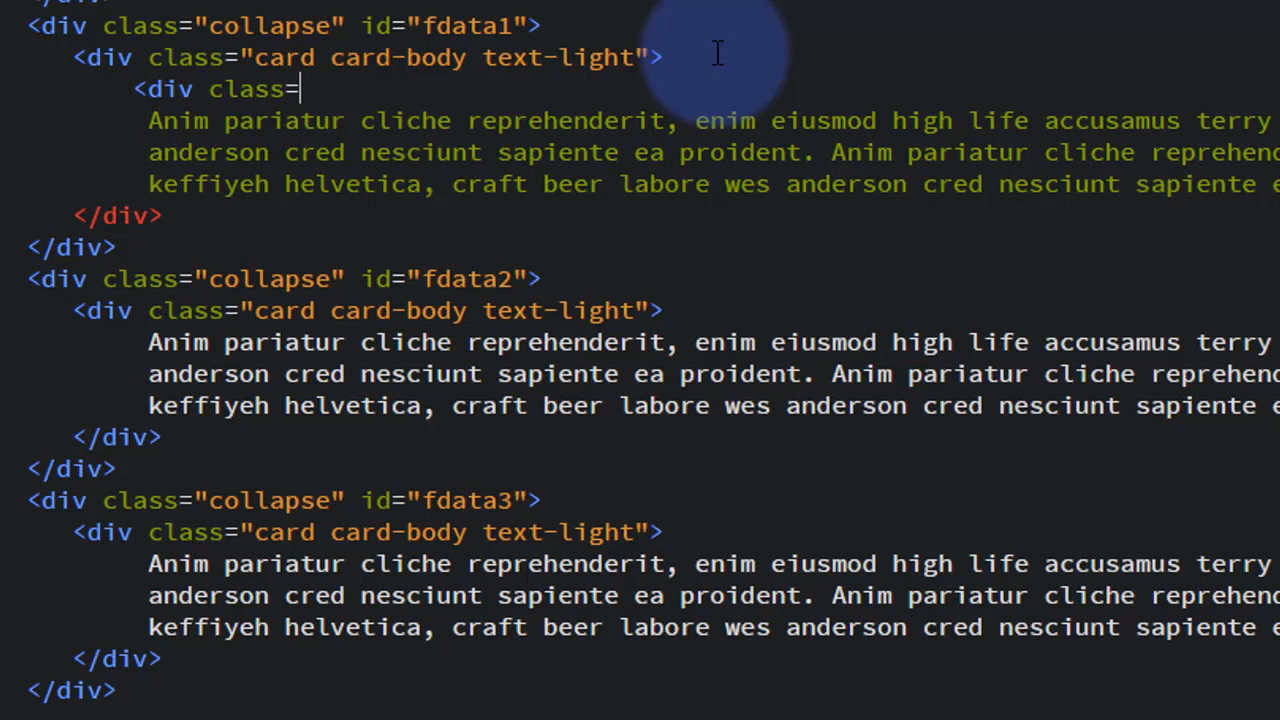 </div>
<div class="collapse" id="fdata1">
<div class="card card-body text-light">
<div class=
Anim pariatur cliche reprehenderit, enim eiusmod high life accusamus terry
anderson cred nesciunt sapiente ea proident. Anim pariatur cliche
keffiyeh helvetica, craft beer labore wes anderson cred nesciunt sapiente
</div>
</div>
<div class="collapse" id="fdata2">
<div class="card card-body text-light">
Anim pariatur cliche reprehenderit, enim eiusmod high life accusamus terry
anderson cred nesciunt sapiente ea proident. Anim pariatur cliche
keffiyeh helvetica, craft beer labore wes anderson cred nesciunt sapiente
</div>
</div>
<div class="collapse" id="fdata3">
<div class="card card-body text-light">
Anim pariatur cliche reprehenderit, enim eiusmod high life accusamus terry
anderson cred nesciunt sapiente ea proident. Anim pariatur cliche
keffiyeh helvetica, craft beer labore wes anderson cred nesciunt sapiente
</div>
</div>